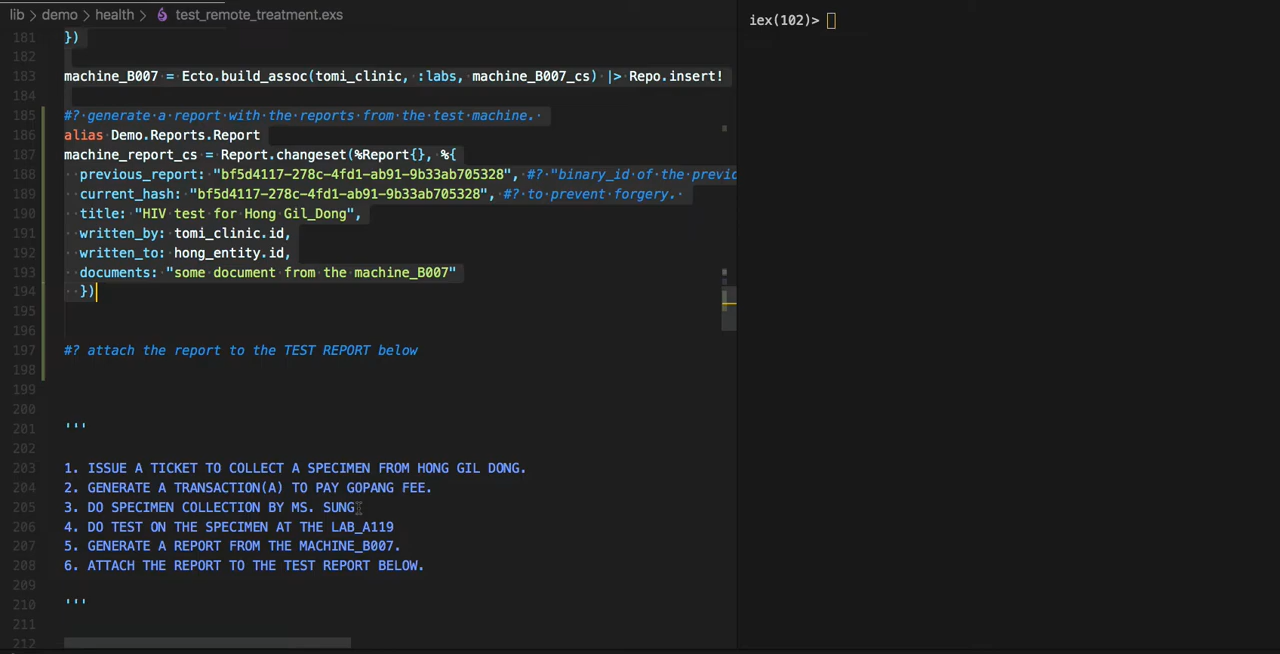 lib > demo > health > test_remote_treatment.exs
iex(102)>
181 })
182
183 machine_B007 = Ecto.build_assoc(tomi_clinic, :labs, machine_B007_cs) |> Repo.insert!
184
185 #? generate a report with the reports from the test machine.
186 alias Demo.Reports.Report
187 machine_report_cs = Report.changeset(%Report{}, %{
188 previous_report: "bf5d4117-278c-4fd1-ab91-9b33ab705328", #? "binary_id of the previo
189 current_hash: "bf5d4117-278c-4fd1-ab91-9b33ab705328", #? to prevent forgery.
190 title: "HIV test for Hong Gil_Dong",
191 written_by: tomi_clinic.id,
192 written_to: hong_entity.id,
193 documents: "some document from the machine_B007"
194 })
195
196
197 #? attach the report to the TEST REPORT below
198
199
200
201 '''
202
203 1. ISSUE A TICKET TO COLLECT A SPECIMEN FROM HONG GIL DONG.
204 2. GENERATE A TRANSACTION(A) TO PAY GOPANG FEE.
205 3. DO SPECIMEN COLLECTION BY MS. SUNG
206 4. DO TEST ON THE SPECIMEN AT THE LAB_A119
207 5. GENERATE A REPORT FROM THE MACHINE_B007.
208 6. ATTACH THE REPORT TO THE TEST REPORT BELOW.
209
210 '''
211
212